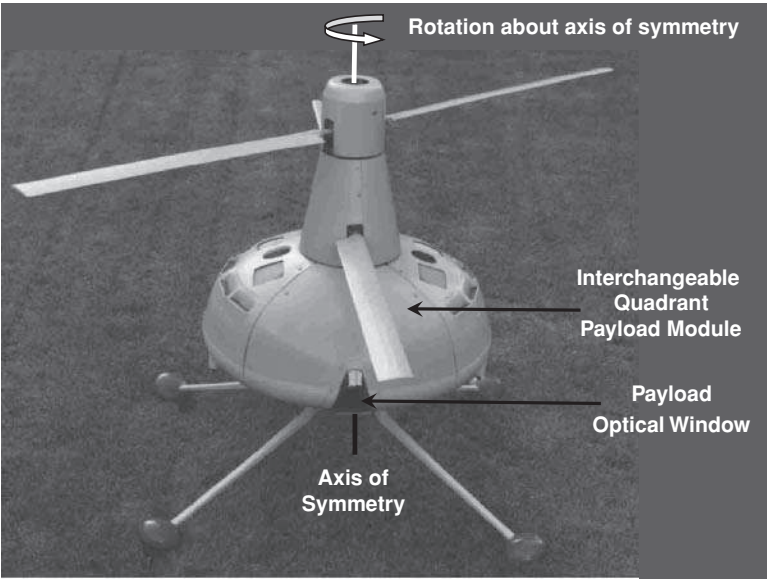 Rotation about axis of symmetry
Interchangeable
Quadrant
Payload Module
Payload
Optical Window
Axis of
Symmetry